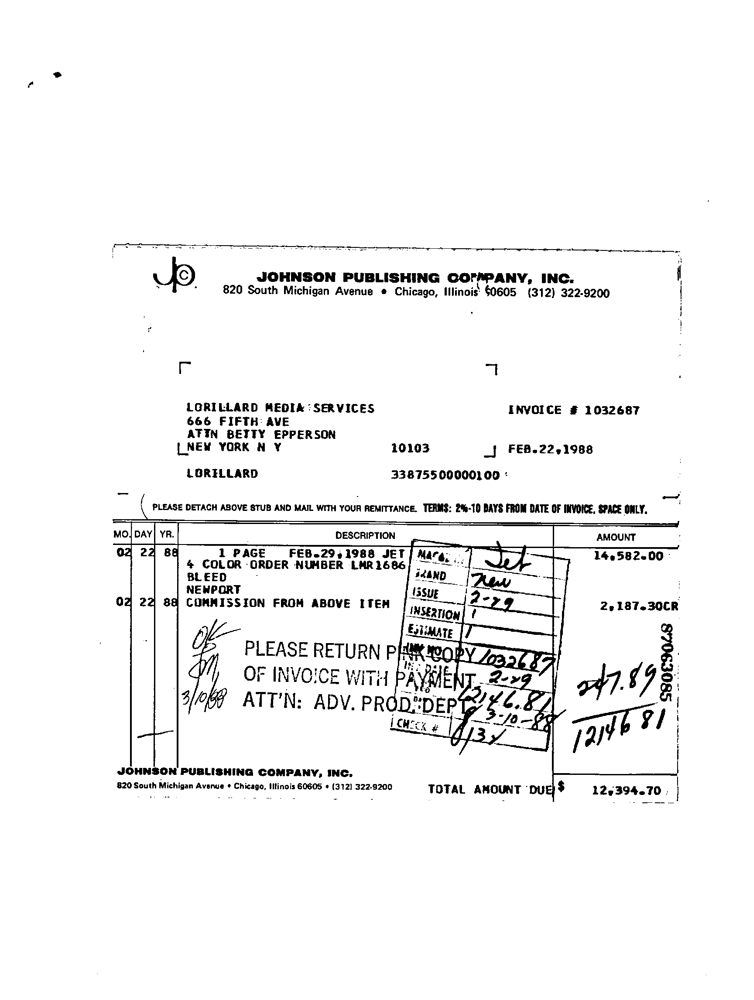 JPC
JOHNSON PUBLISHING COMPANY, INC.
820 South Michigan Avenue • Chicago, Illinois 60605 (312) 322-9200
LORILLARD MEDIA SERVICES INVOICE # 1032687
666 FIFTH AVE
ATTN BETTY EPPERSON
NEW YORK N Y 10103 FEB.22,1988
LORILLARD 33875500000100
PLEASE DETACH ABOVE STUB AND MAIL WITH YOUR REMITTANCE. TERMS: 2%-10 DAYS FROM DATE OF INVOICE. SPACE ONLY.
MO. DAY YR. DESCRIPTION AMOUNT
02 22 88 1 PAGE FEB.29,1988 JET 14,582.00
4 COLOR ORDER NUMBER LMR1686
BLEED
NEWPORT
02 22 88 COMMISSION FROM ABOVE ITEM 2,187.30CR
Jet
BRAND New
ISSUE 2-29
INSERTION 1
ESTIMATE 1
INV. NO. 1032687
2-29
12146.81
3-10-88
CHECK #
OK
3/10/88
PLEASE RETURN PINK COPY
OF INVOICE WITH PAYMENT
ATT'N: ADV. PROD. DEPT
247.89
12146 81
87063085
JOHNSON PUBLISHING COMPANY, INC.
820 South Michigan Avenue • Chicago, Illinois 60605 • (312) 322-9200
TOTAL AMOUNT DUE $ 12,394.70